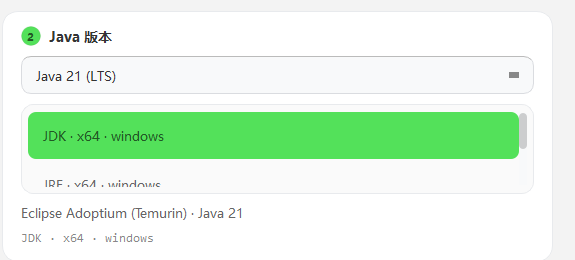 2 Java 版本
Java 21 (LTS)
JDK · x64 · windows
JRE · x64 · windows
Eclipse Adoptium (Temurin) · Java 21
JDK · x64 · windows